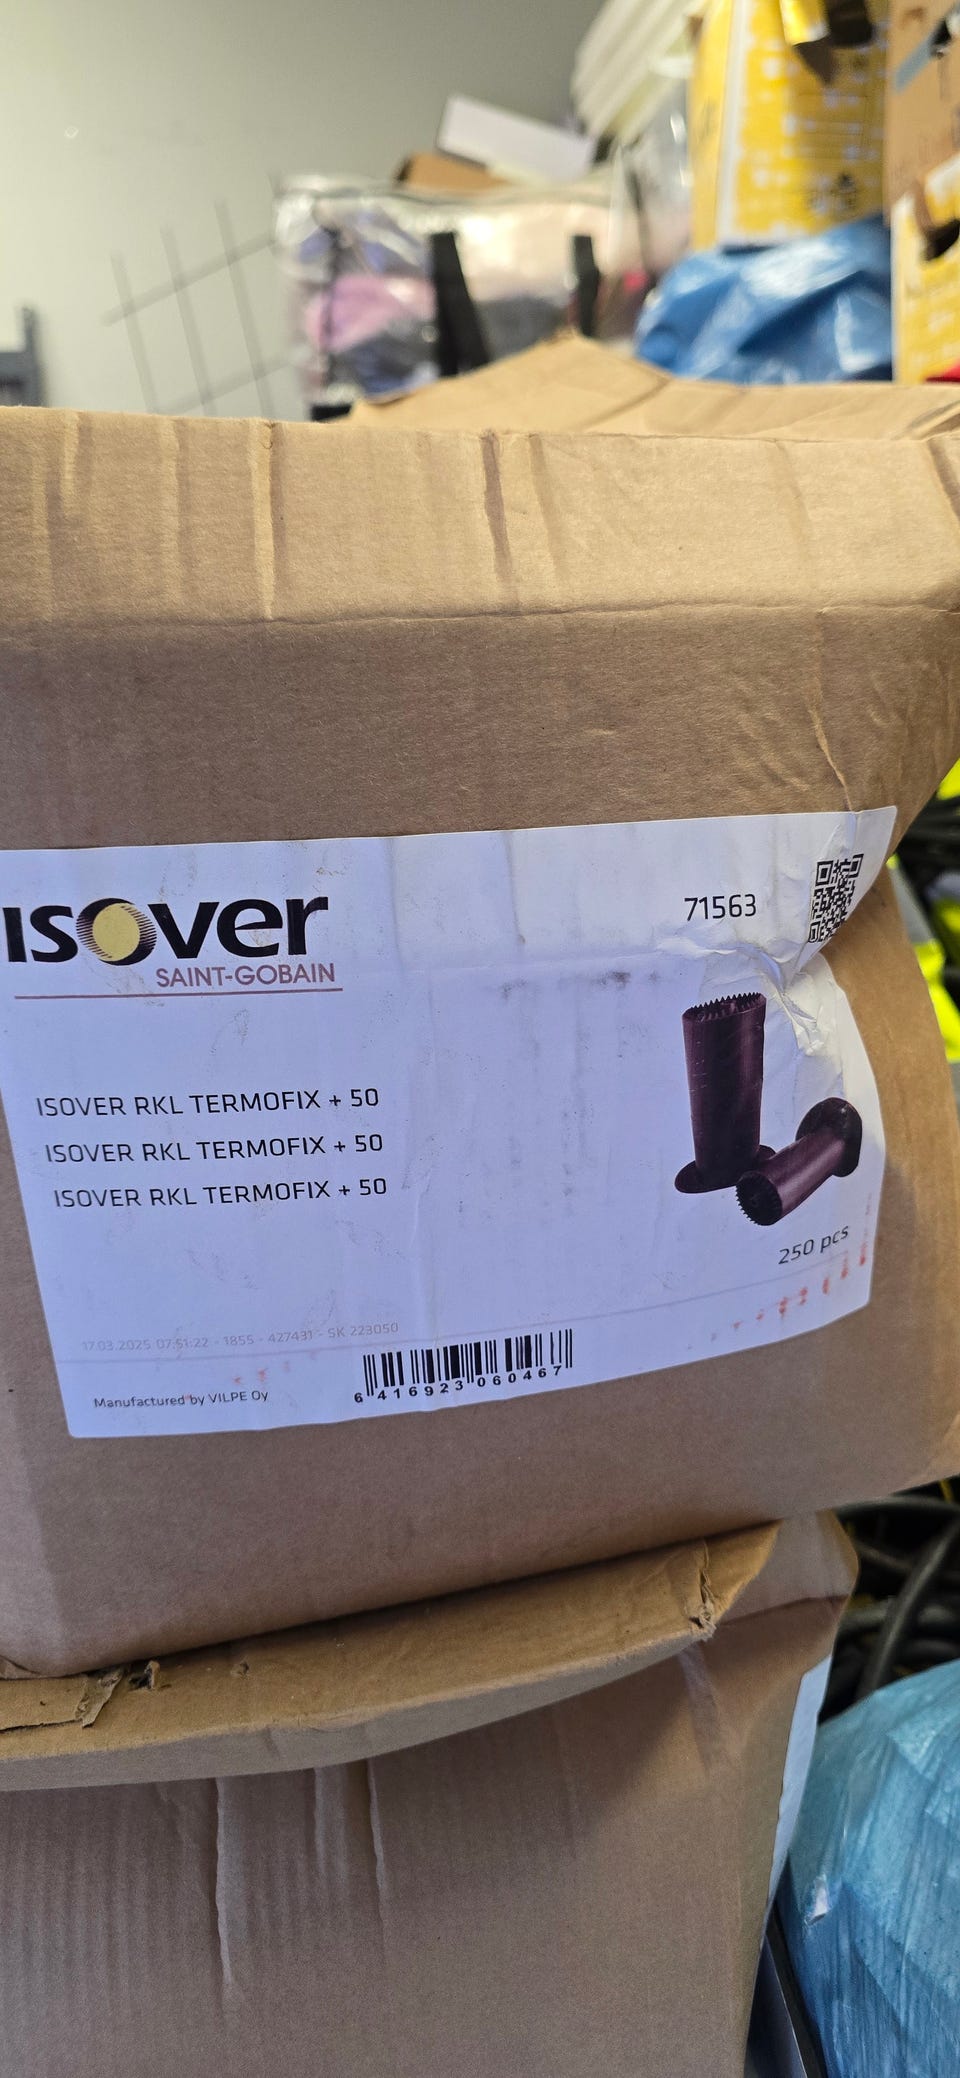 ISOVER
SAINT-GOBAIN
71563
ISOVER RKL TERMOFIX + 50
ISOVER RKL TERMOFIX + 50
ISOVER RKL TERMOFIX + 50
250 pcs
17.03.2025 07:51:22 - 1855 - 427431 - SK 223050
Manufactured by VILPE Oy
6 416923 060467